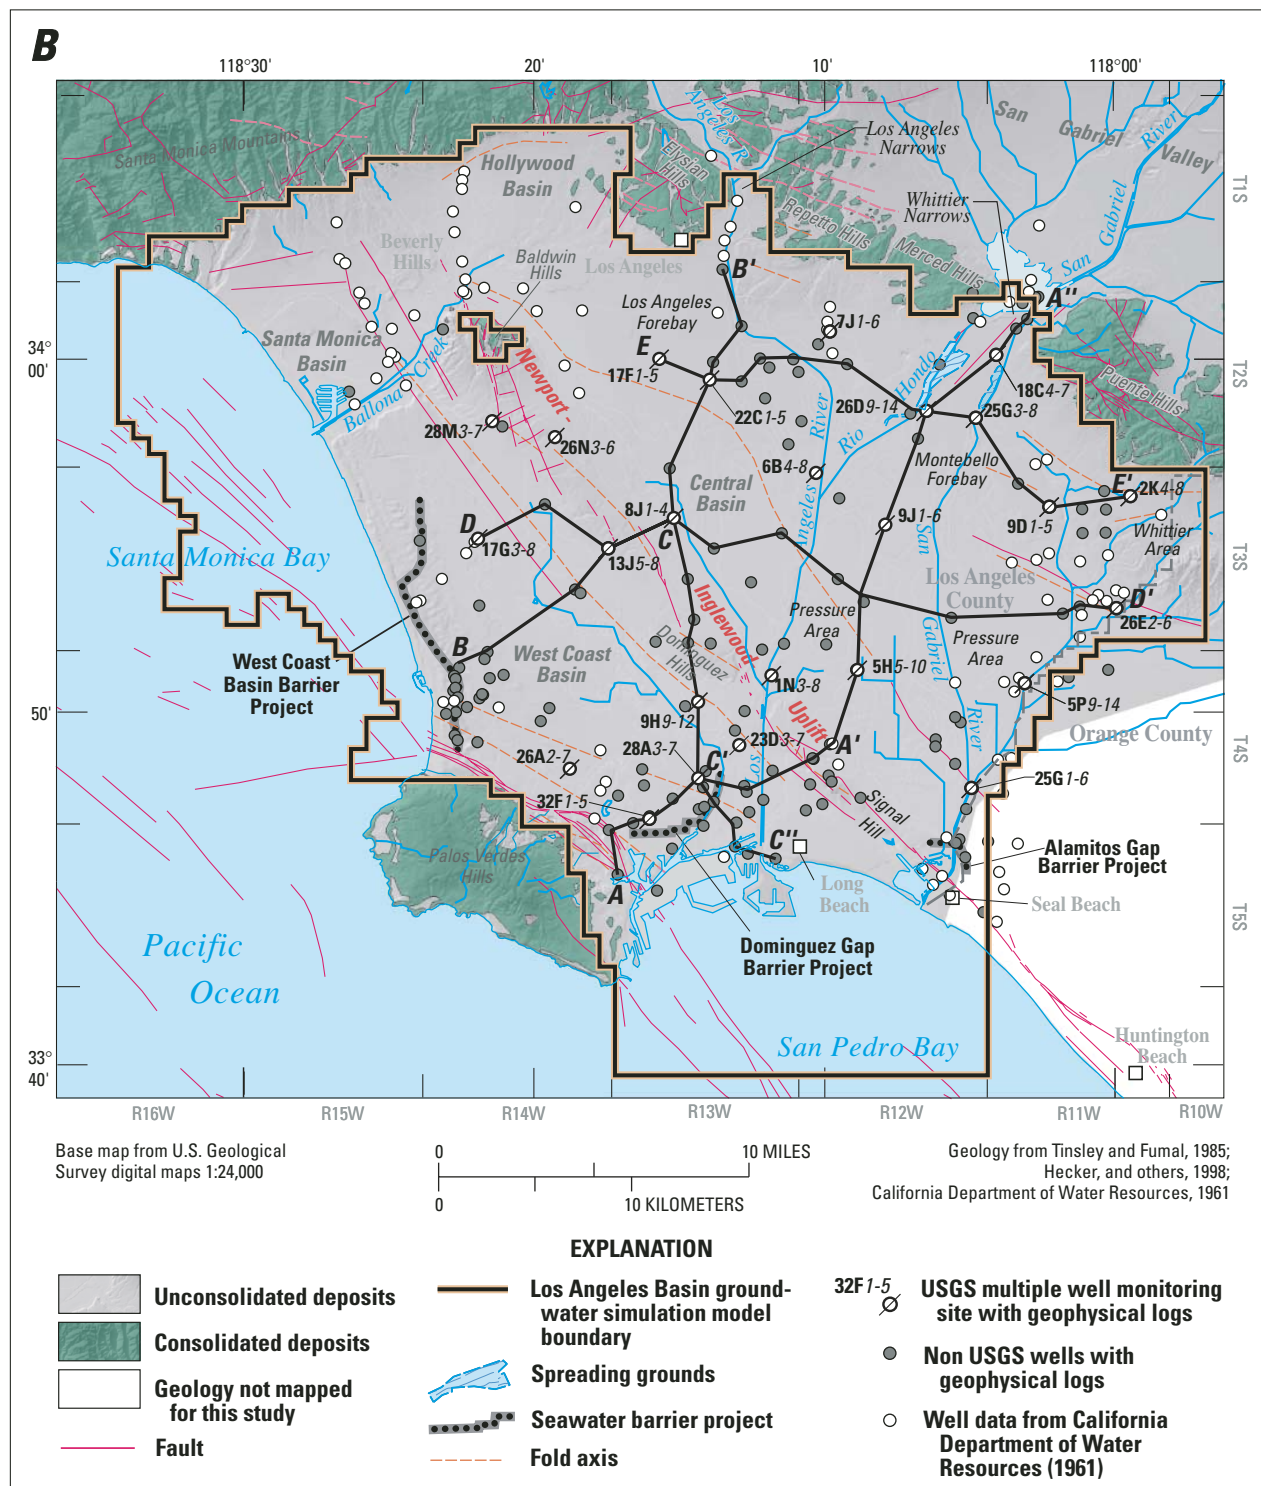 B
118°30'
20'
10'
118°00'
Los
Angeles R
Los Angeles
Narrows
San
Gabriel
Valley
River
Santa Monica Mountains
Hollywood
Basin
Elysian
Hills
Whittier
Narrows
T1S
Repetto Hills
Gabriel
Beverly
Hills
Baldwin
Hills
Los Angeles
Merced Hills
San
B'
A''
Los Angeles
Forebay
7J1-6
Santa Monica
Basin
34°
00'
E
17F1-5
Newport -
Hondo
18C4-7
Puente Hills
T2S
Ballona Creek
22C1-5
River
26D9-14
25G3-8
28M3-7
26N3-6
6B4-8
Rio
Montebello
Forebay
Central
Basin
E'
2K4-8
8J1-4
Angeles
9J1-6
9D1-5
Whittier
Area
D
C
17G3-8
13J5-8
San
T3S
Santa Monica Bay
Los Angeles
County
Inglewood
Pressure
Area
D'
26E2-6
Gabriel
Pressure
Area
Dominguez
Hills
B
West Coast
Basin
West Coast
Basin Barrier
Project
5H5-10
1N3-8
5P9-14
50'
9H9-12
Uplift
River
Orange County
23D3-7
A'
26A2-7
28A3-7
C'
Los
T4S
25G1-6
32F1-5
Signal
Hill
C''
Alamitos Gap
Barrier Project
Palos Verdes
Hills
A
Long
Beach
Seal Beach
T5S
Pacific
Ocean
Dominguez Gap
Barrier Project
San Pedro Bay
Huntington
Beach
33°
40'
R16W
R15W
R14W
R13W
R12W
R11W
R10W
Base map from U.S. Geological
Survey digital maps 1:24,000
0
10 MILES
0
10 KILOMETERS
Geology from Tinsley and Fumal, 1985;
Hecker, and others, 1998;
California Department of Water Resources, 1961
EXPLANATION
Unconsolidated deposits
Consolidated deposits
Geology not mapped
for this study
Fault
Los Angeles Basin ground-
water simulation model
boundary
Spreading grounds
Seawater barrier project
Fold axis
32F1-5
USGS multiple well monitoring
site with geophysical logs
Non USGS wells with
geophysical logs
Well data from California
Department of Water
Resources (1961)